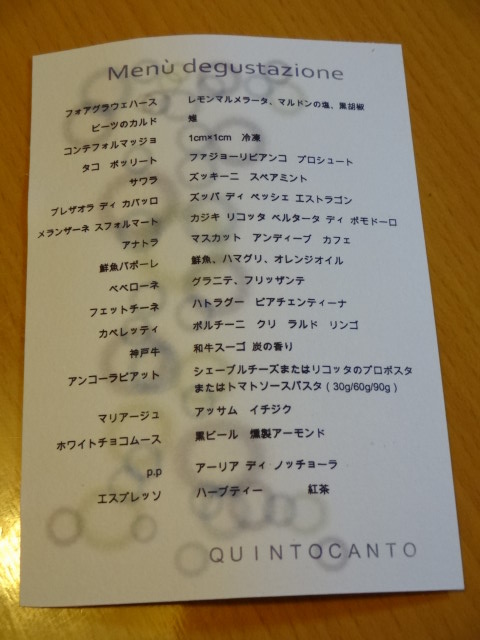 Menù degustazione
フォアグラウェハース レモンマルメラータ、マルドンの塩、黒胡椒
ビーツのカルド 燻
コンテフォルマッジョ 1cm×1cm 冷凍
タコ ボッリート ファジョーリビアンコ プロシュート
サワラ ズッキーニ スペアミント
ブレザオラ ディ カバッロ ズッパ ディ ペッシェ エストラゴン
メランザーネ スフォルマート カジキ リコッタ ベルタータ ディ ポモドーロ
アナトラ マスカット アンディーブ カフェ
鮮魚バポーレ 鮮魚、ハマグリ、オレンジオイル
ペペローネ グラニテ、フリッザンテ
フェットチーネ ハトラグー ピアチェンティーナ
カペレッティ ポルチーニ クリ ラルド リンゴ
神戸牛 和牛スーゴ 炭の香り
アンコーラピアット シェーブルチーズまたはリコッタのプロポスタ
またはトマトソースパスタ（30g/60g/90g）
マリアージュ アッサム イチジク
ホワイトチョコムース 黒ビール 燻製アーモンド
p.p アーリア ディ ノッチョーラ
エスプレッソ ハーブティー 紅茶
QUINTOCANTO